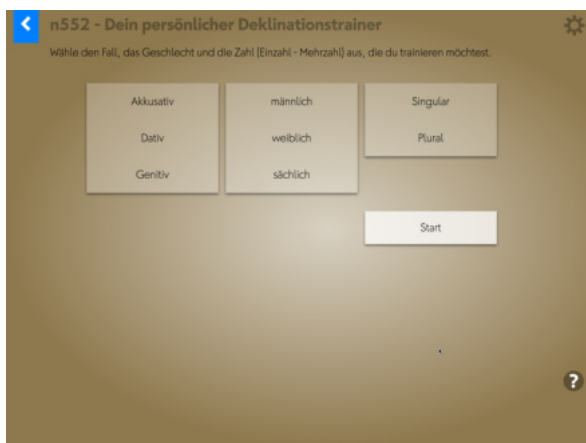 n552 - Dein persönlicher Deklinationstrainer
Wähle den Fall, das Geschlecht und die Zahl (Einzahl - Mehrzahl) aus, die du trainieren möchtest.
Akkusativ männlich Singular
Dativ weiblich Plural
Genitiv sächlich
Start
?